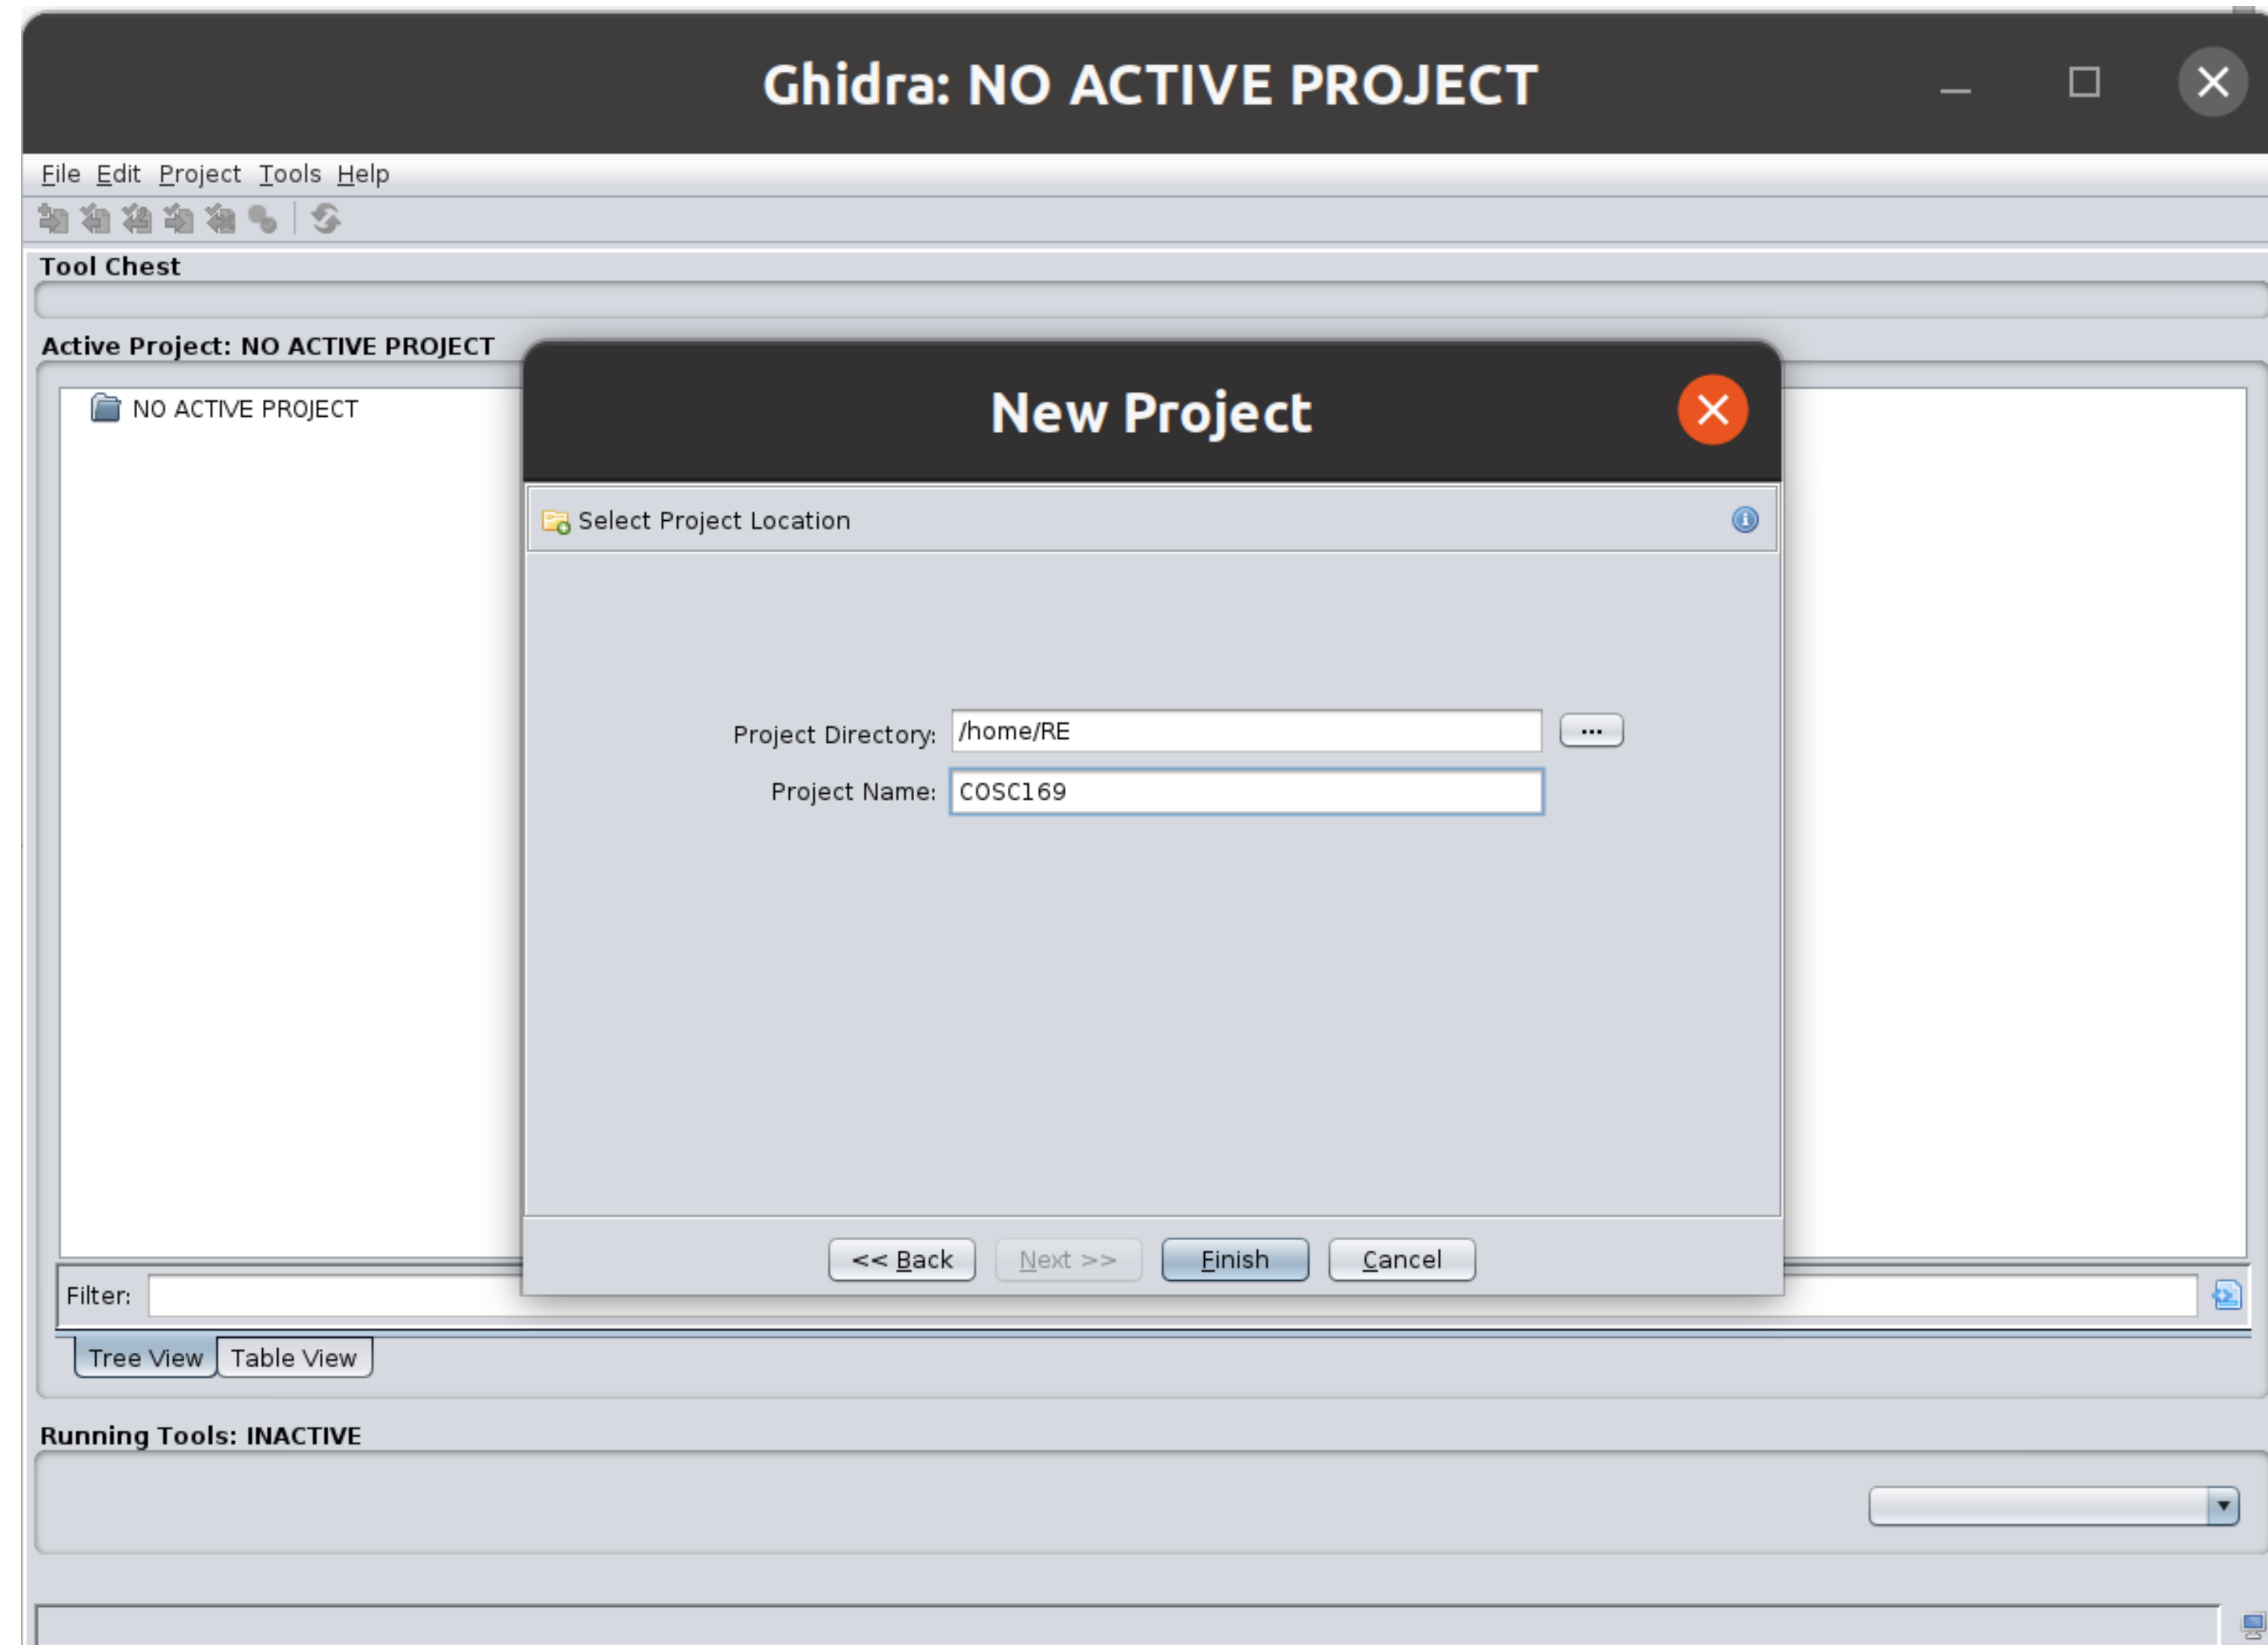 Ghidra: NO ACTIVE PROJECT
File Edit Project Tools Help
Tool Chest
Active Project: NO ACTIVE PROJECT
NO ACTIVE PROJECT
New Project
Select Project Location
Project Directory: /home/RE ...
Project Name: COSC169
<< Back Next >> Finish Cancel
Filter:
Tree View Table View
Running Tools: INACTIVE